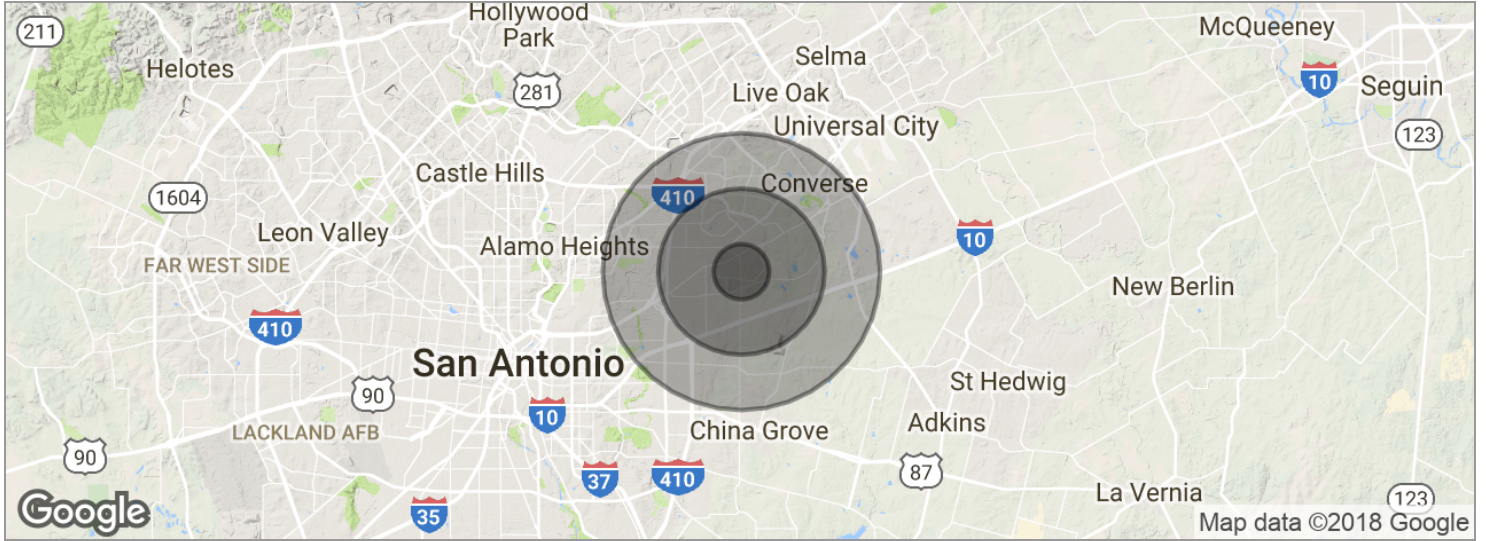 Hollywood
Park
211
McQueeney
Selma
Helotes
10
281
Seguin
Live Oak
Universal City
123
Castle Hills
Converse
1604
410
Leon Valley
Alamo Heights
10
FAR WEST SIDE
New Berlin
410
San Antonio
St Hedwig
90
10
Adkins
LACKLAND AFB
China Grove
90
87
37
410
La Vernia
123
Google
35
Map data ©2018 Google